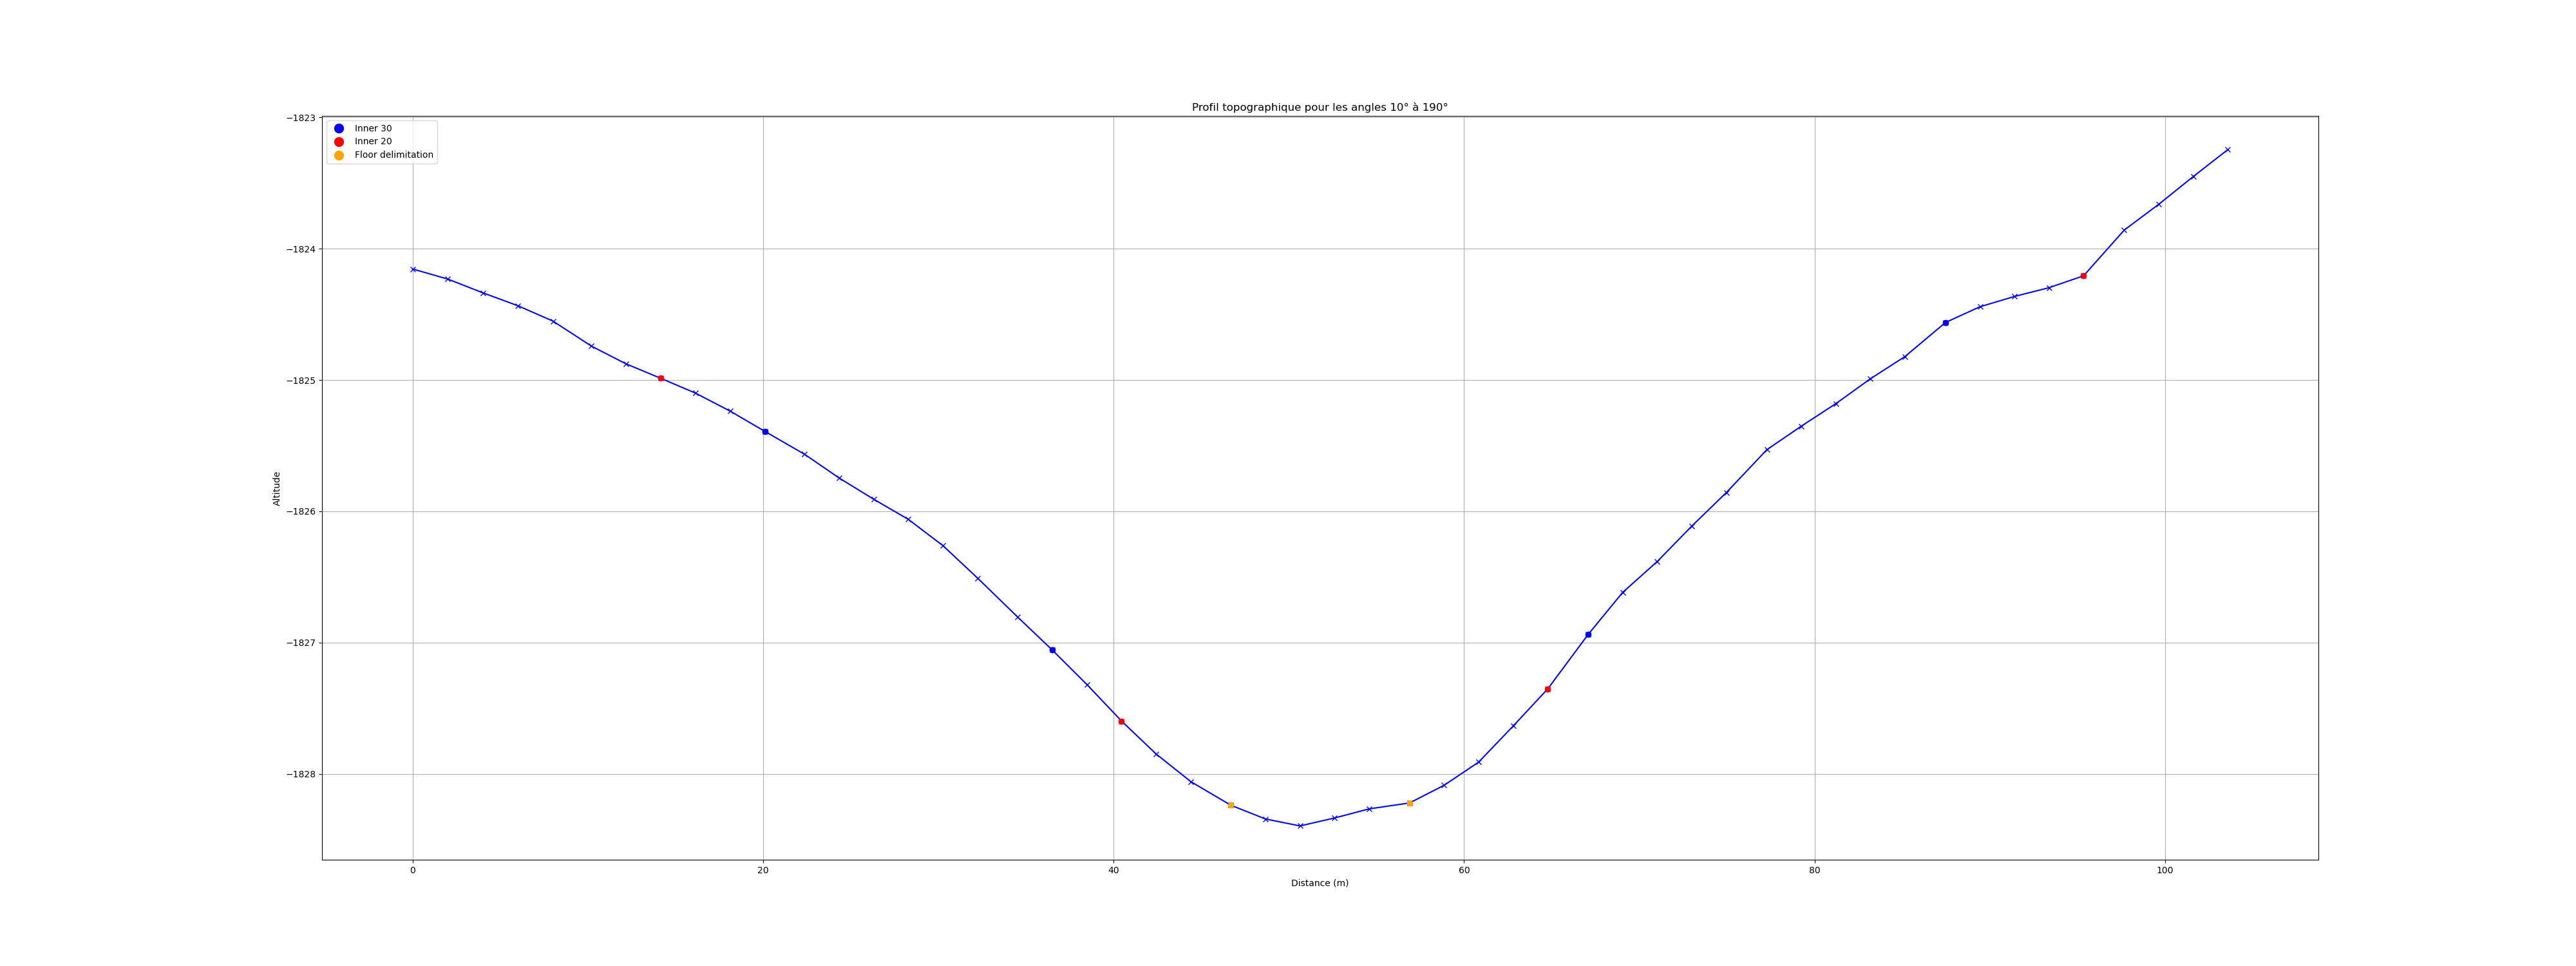 Profil topographique pour les angles 10° à 190°
−1823
Inner 30
Inner 20
Floor delimitation
−1824
−1825
−1826
−1827
−1828
Altitude
0 20 40 60 80 100
Distance (m)